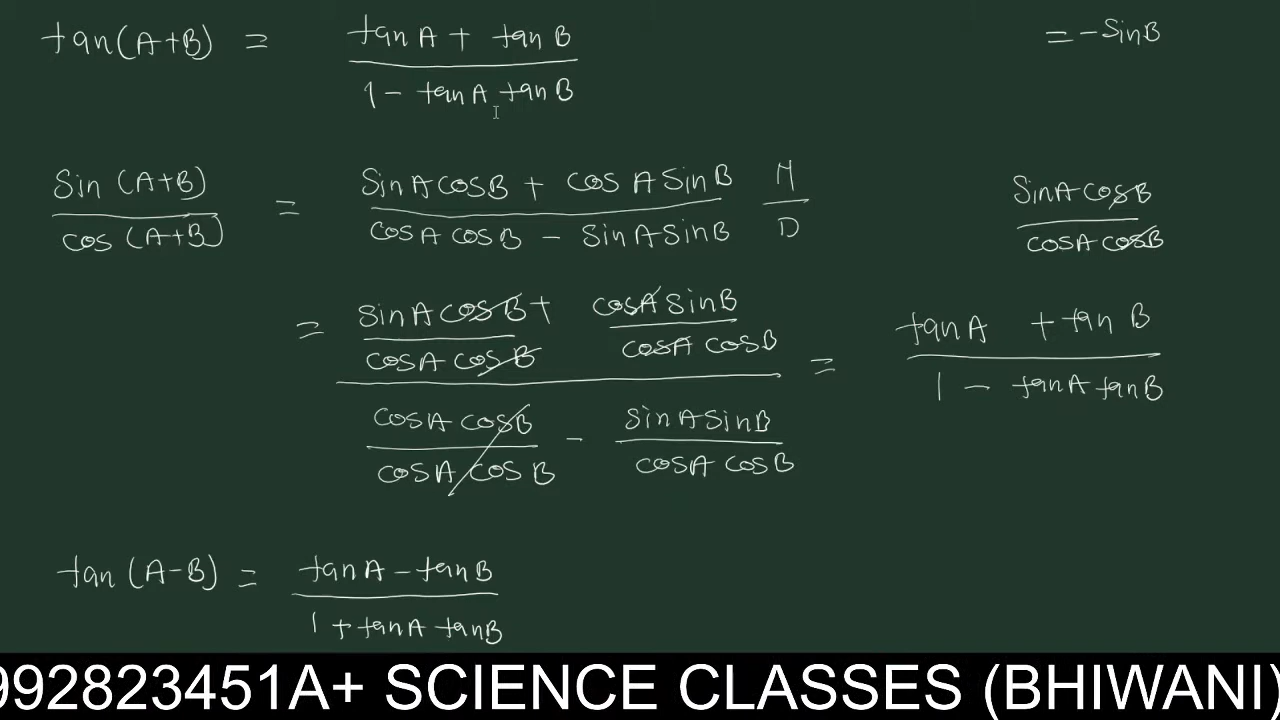 tan(A+B) = tanA + tanB / 1 - tanA tanB
= -SinB
Sin (A+B) / cos (A+B) = SinA cosB + cosA SinB / cosA cosB - SinA SinB N / D
SinA cosB / cosA cosB
= sinA cosB / cosA cosB + cosA sinB / cosA cosB / cosA cosB / cosA cosB - sinA sinB / cosA cosB = tanA + tanB / 1 - tanA tanB
tan (A-B) = tanA - tanB / 1 + tanA tanB
992823451A+ SCIENCE CLASSES (BHIWANI)